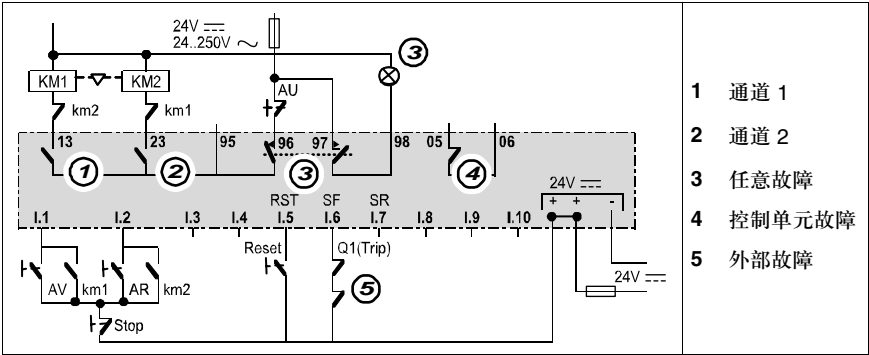 24V
24..250V
3
KM1
KM2
AU
km2
km1
13
23
95
96
97
98
05
06
1
2
3
4
24V
RST
SF
SR
+
+
-
I.1
I.2
I.3
I.4
I.5
I.6
I.7
I.8
I.9
I.10
Reset
Q1(Trip)
AV
km1
AR
km2
5
24V
Stop
1 通道 1
2 通道 2
3 任意故障
4 控制单元故障
5 外部故障